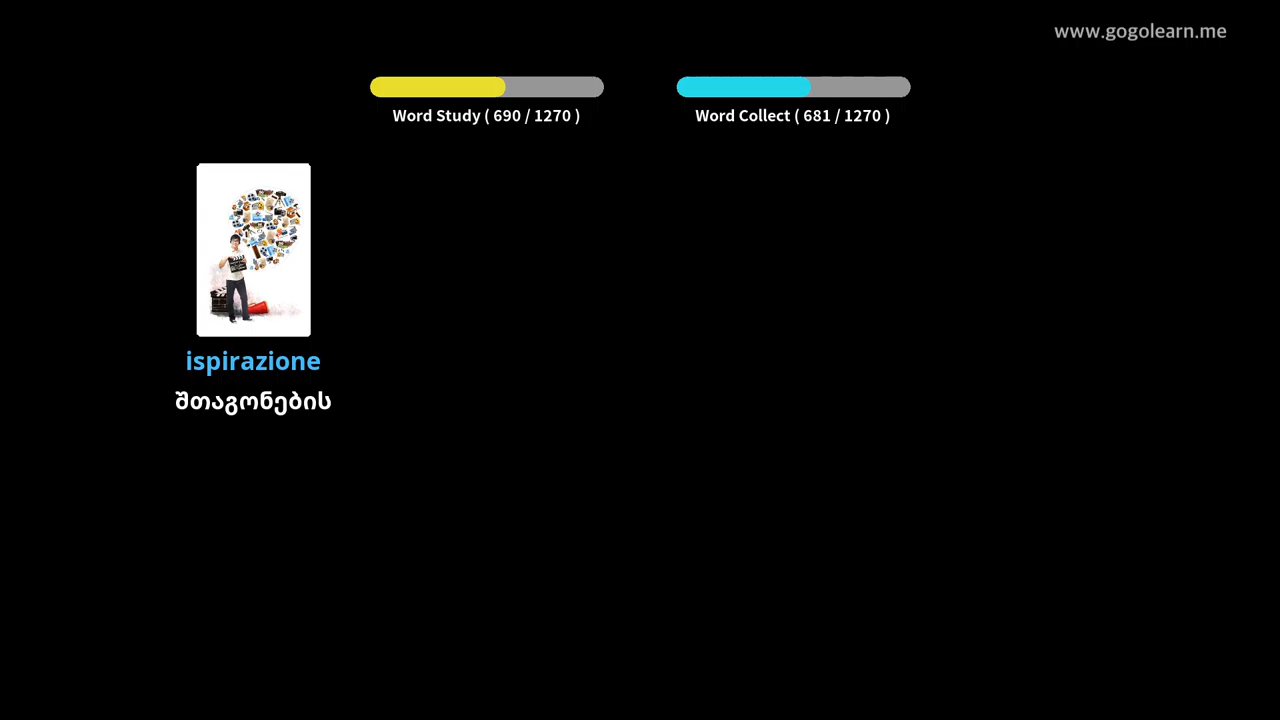 www.gogolearn.me
Word Study ( 690 / 1270 )
Word Collect ( 681 / 1270 )
ispirazione
შთაგონების